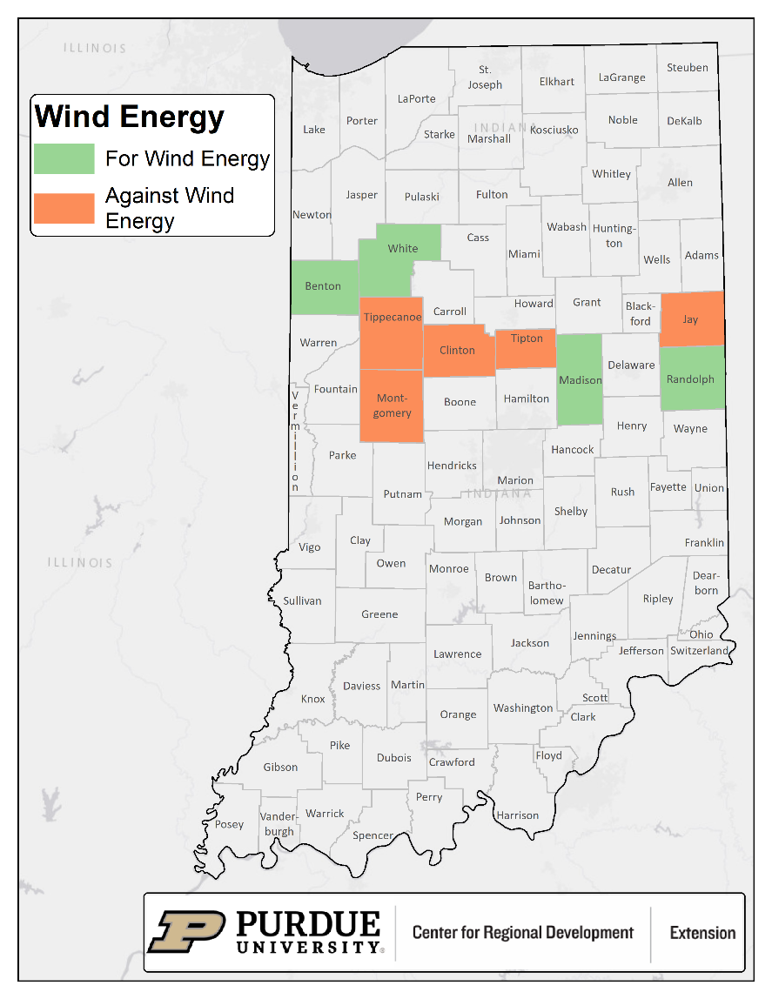 ILLINOIS
Wind Energy
For Wind Energy
Against Wind
Energy
St.
Joseph
Elkhart
LaGrange
Steuben
LaPorte
Porter
Lake
Starke
Marshall
INDIANA
Kosciusko
Noble
DeKalb
Whitley
Allen
Newton
Jasper
Pulaski
Fulton
White
Cass
Miami
Wabash
Hunting-
ton
Wells
Adams
Benton
Tippecanoe
Carroll
Howard
Grant
Black-
ford
Jay
Warren
Clinton
Tipton
Madison
Delaware
Randolph
Fountain
Mont-
gomery
Boone
Hamilton
Henry
Wayne
Vermillion
Parke
Hendricks
Hancock
Marion
INDIANA
Putnam
Rush
Fayette
Union
Morgan
Johnson
Shelby
Franklin
Vigo
Clay
Owen
Monroe
Brown
Bartho-
lomew
Decatur
Dear-
born
ILLINOIS
Sullivan
Greene
Ripley
Ohio
Lawrence
Jackson
Jennings
Jefferson
Switzerland
Knox
Daviess
Martin
Orange
Washington
Scott
Clark
Gibson
Pike
Dubois
Crawford
Floyd
Posey
Vander-
burgh
Warrick
Spencer
Perry
Harrison
P
PURDUE
UNIVERSITY®
Center for Regional Development
Extension